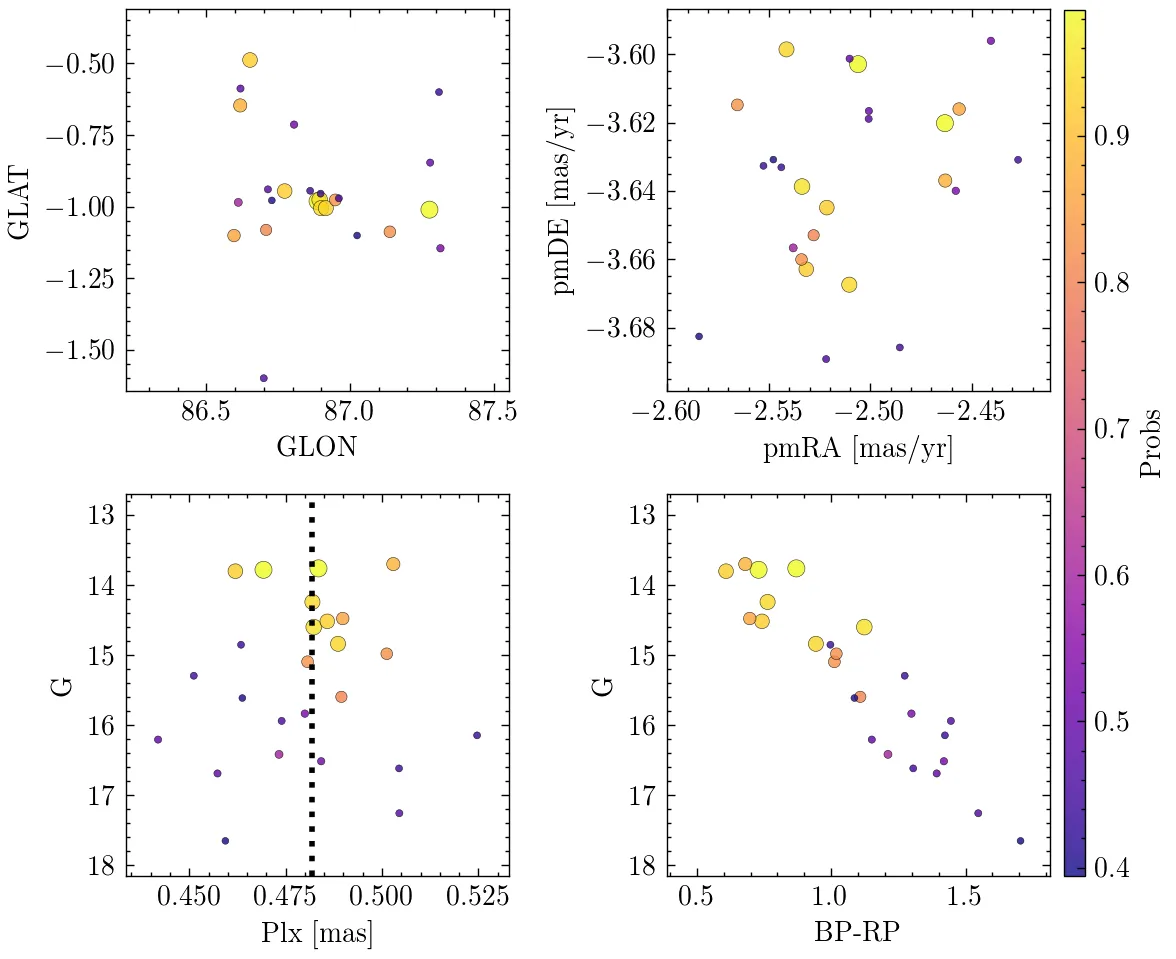 −0.50
−0.75
−1.00
−1.25
−1.50
GLAT
86.5 87.0 87.5
GLON
−3.60
−3.62
−3.64
−3.66
−3.68
pmDE [mas/yr]
−2.60 −2.55 −2.50 −2.45
pmRA [mas/yr]
13
14
15
16
17
18
G
0.450 0.475 0.500 0.525
Plx [mas]
13
14
15
16
17
18
G
0.5 1.0 1.5
BP-RP
0.9
0.8
0.7
0.6
0.5
0.4
Probs